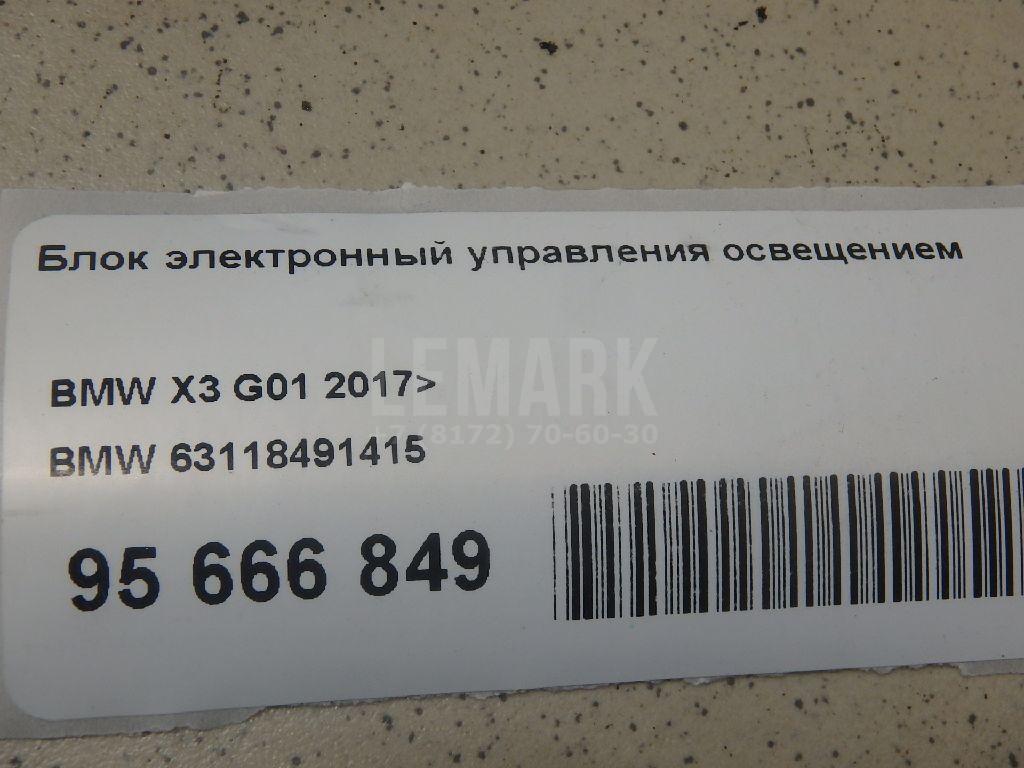 Блок электронный управления освещением
LEMARK
BMW X3 G01 2017>
+7 (8172) 70-60-30
BMW 63118491415
95 666 849